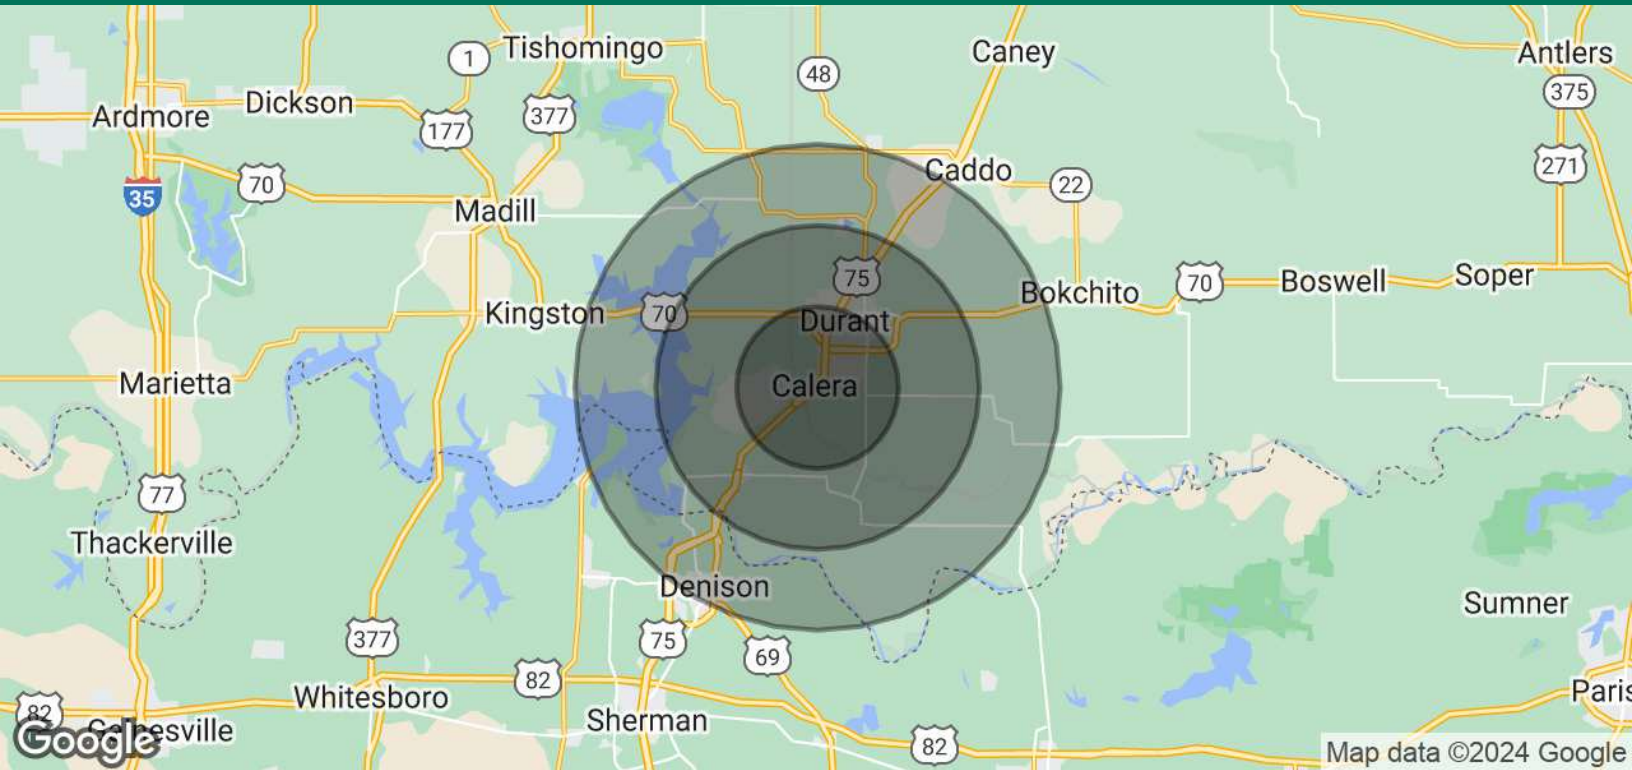 Tishomingo
Caney
Antlers
1
48
375
Dickson
Ardmore
377
177
271
Caddo
70
22
35
Madill
75
Boswell
Soper
70
Bokchito
Kingston
70
Durant
Marietta
Calera
77
Thackerville
Denison
Sumner
377
75
69
82
Whitesboro
Paris
82
Sherman
Gainesville
Google
82
Map data ©2024 Google